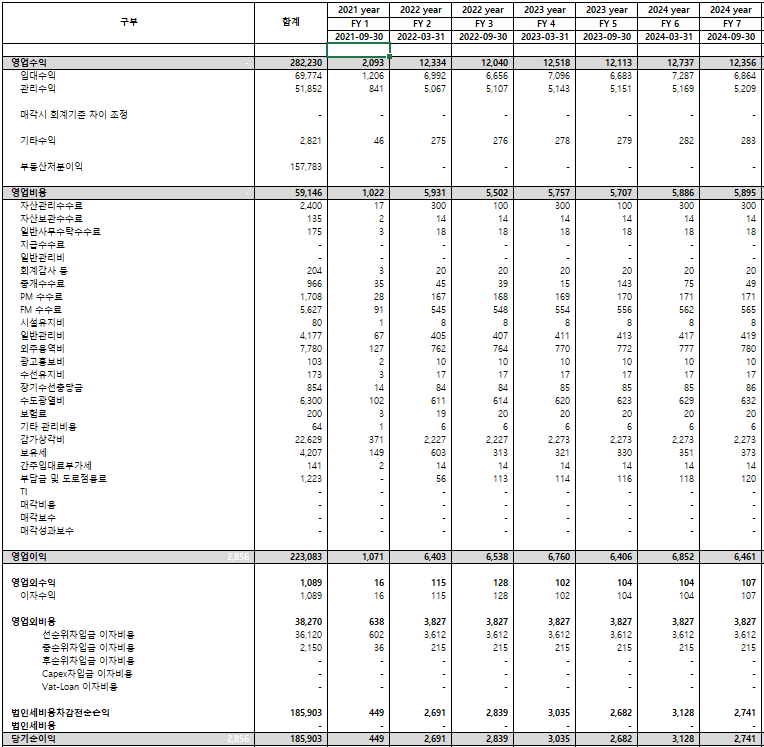 구부 합계 2021 year 2022 year 2022 year 2023 year 2023 year 2024 year 2024 year
FY 1 FY 2 FY 3 FY 4 FY 5 FY 6 FY 7
2021-09-30 2022-03-31 2022-09-30 2023-03-31 2023-09-30 2024-03-31 2024-09-30
영업수익 - 282,230 2,093 12,334 12,040 12,518 12,113 12,737 12,356
임대수익 69,774 1,206 6,992 6,656 7,096 6,683 7,287 6,864
관리수익 51,852 841 5,067 5,107 5,143 5,151 5,169 5,209
매각시 회계기준 차이 조정 - - - - - - - -
기타수익 2,821 46 275 276 278 279 282 283
부동산처분이익 157,783 - - - - - - -
영업비용 - 59,146 1,022 5,931 5,502 5,757 5,707 5,886 5,895
자산관리수수료 2,400 17 300 100 300 100 300 300
자산보관수수료 135 2 14 14 14 14 14 14
일반사무수탁수수료 175 3 18 18 18 18 18 18
지급수수료 - - - - - - - -
일반관리비 - - - - - - - -
회계감사 등 204 3 20 20 20 20 20 20
중개수수료 966 35 45 39 15 143 75 49
PM 수수료 1,708 28 167 168 169 170 171 171
FM 수수료 5,627 91 545 548 554 556 562 565
시설유지비 80 1 8 8 8 8 8 8
일반관리비 4,177 67 405 407 411 413 417 419
외주용역비 7,780 127 762 764 770 772 777 780
광고홍보비 103 2 10 10 10 10 10 10
수선유지비 173 3 17 17 17 17 17 17
장기수선충당금 854 14 84 84 85 85 85 86
수도광열비 6,300 102 611 614 620 623 629 632
보험료 200 3 19 20 20 20 20 20
기타 관리비용 64 1 6 6 6 6 6 6
감가상각비 22,629 371 2,227 2,227 2,273 2,273 2,273 2,273
보유세 4,207 149 603 313 321 330 351 373
간주임대료부가세 141 2 14 14 14 14 14 14
부담금 및 도로점용료 1,223 - 56 113 114 116 118 120
TI - - - - - - - -
매각비용 - - - - - - - -
매각보수 - - - - - - - -
매각성과보수 - - - - - - - -
영업이익 2,856 223,083 1,071 6,403 6,538 6,760 6,406 6,852 6,461
영업외수익 1,089 16 115 128 102 104 104 107
이자수익 1,089 16 115 128 102 104 104 107
영업외비용 38,270 638 3,827 3,827 3,827 3,827 3,827 3,827
선순위차입금 이자비용 36,120 602 3,612 3,612 3,612 3,612 3,612 3,612
중순위차입금 이자비용 2,150 36 215 215 215 215 215 215
후순위차입금 이자비용 - - - - - - - -
Capex차입금 이자비용 - - - - - - - -
Vat-Loan 이자비용 - - - - - - - -
법인세비용차감전순손익 185,903 449 2,691 2,839 3,035 2,682 3,128 2,741
법인세비용 - - - - - - - -
당기순이익 2,856 185,903 449 2,691 2,839 3,035 2,682 3,128 2,741